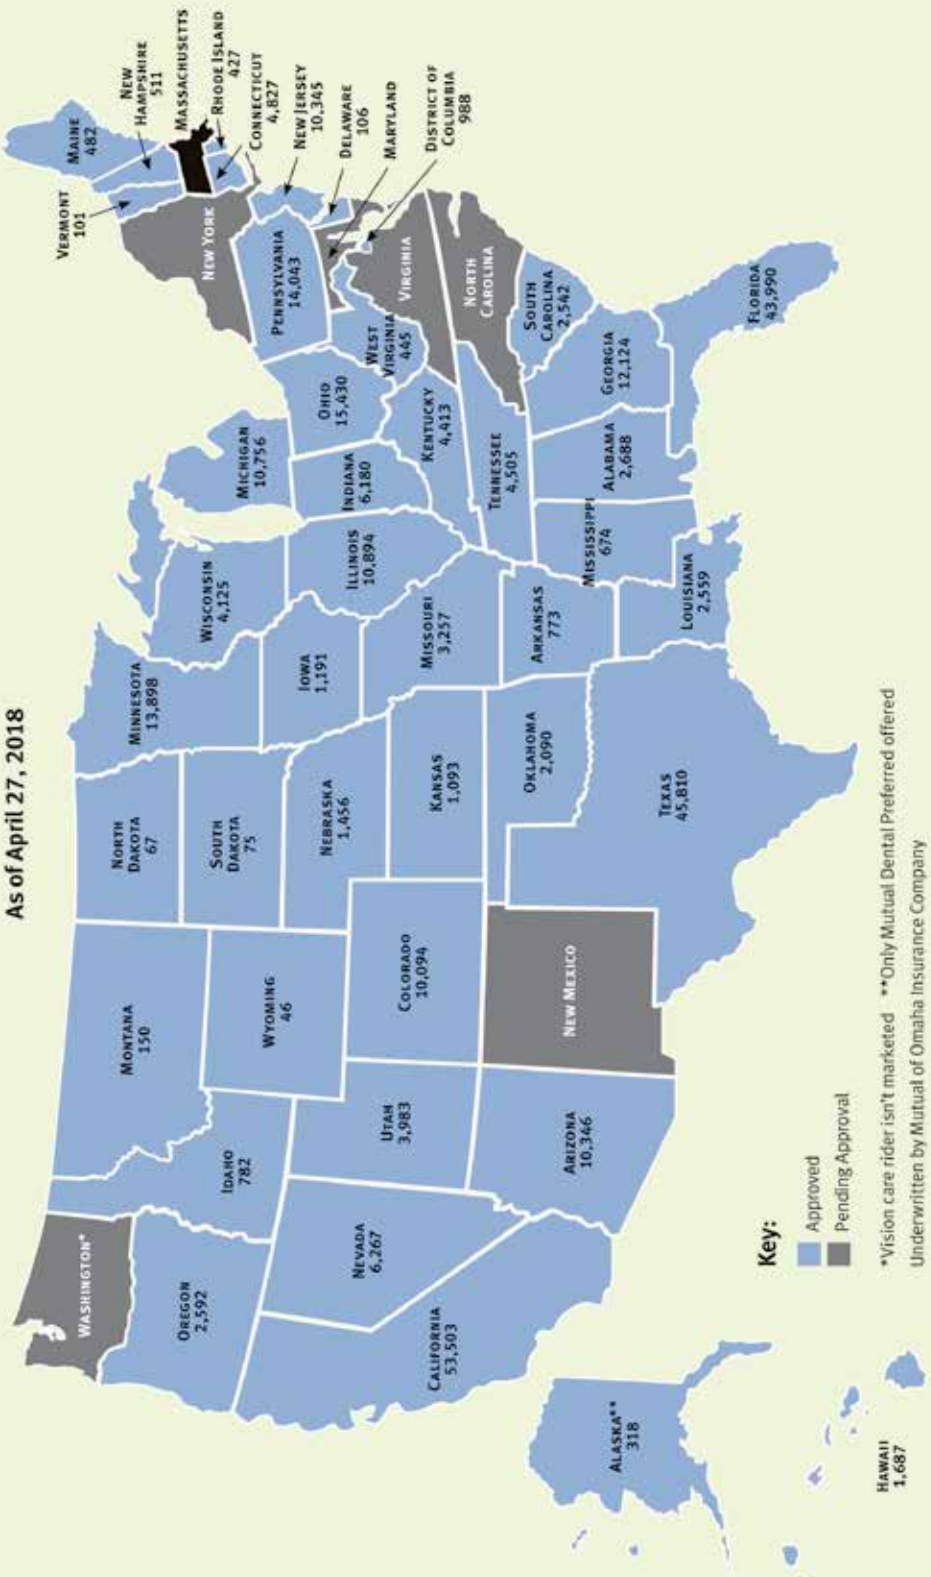 As of April 27, 2018
WASHINGTON*
OREGON
2,592
CALIFORNIA
53,503
NEVADA
6,267
IDAHO
782
MONTANA
150
WYOMING
46
UTAH
3,983
ARIZONA
10,346
COLORADO
10,094
NEW MEXICO
NORTH
DAKOTA
67
SOUTH
DAKOTA
75
NEBRASKA
1,456
KANSAS
1,093
OKLAHOMA
2,090
TEXAS
45,810
MINNESOTA
13,898
IOWA
1,191
MISSOURI
3,257
ARKANSAS
773
LOUISIANA
2,559
WISCONSIN
4,125
ILLINOIS
10,894
MISSISSIPPI
674
MICHIGAN
10,756
INDIANA
6,180
KENTUCKY
4,413
TENNESSEE
4,505
ALABAMA
2,688
OHIO
15,430
WEST
VIRGINIA
445
GEORGIA
12,124
FLORIDA
43,990
SOUTH
CAROLINA
2,542
NORTH
CAROLINA
VIRGINIA
PENNSYLVANIA
14,043
NEW YORK
VERMONT
101
MAINE
482
NEW
HAMPSHIRE
511
MASSACHUSETTS
RHODE ISLAND
427
CONNECTICUT
4,827
NEW JERSEY
10,345
DELAWARE
106
MARYLAND
DISTRICT OF
COLUMBIA
988
ALASKA**
318
HAWAII
1,687
Key:
Approved
Pending Approval
*Vision care rider isn't marketed **Only Mutual Dental Preferred offered
Underwritten by Mutual of Omaha Insurance Company